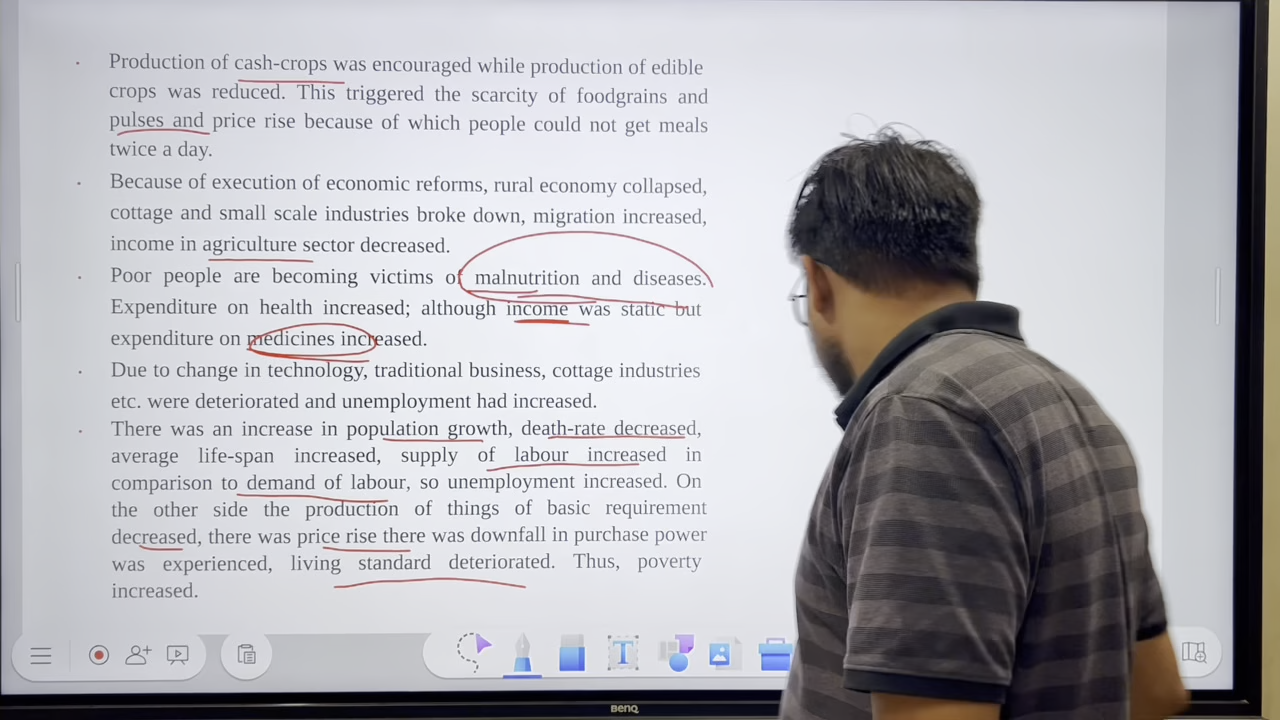 Production of cash-crops was encouraged while production of edible
crops was reduced. This triggered the scarcity of foodgrains and
pulses and price rise because of which people could not get meals
twice a day.
Because of execution of economic reforms, rural economy collapsed,
cottage and small scale industries broke down, migration increased,
income in agriculture sector decreased.
Poor people are becoming victims of malnutrition and diseases.
Expenditure on health increased; although income was static but
expenditure on medicines increased.
Due to change in technology, traditional business, cottage industries
etc. were deteriorated and unemployment had increased.
There was an increase in population growth, death-rate decreased,
average life-span increased, supply of labour increased in
comparison to demand of labour, so unemployment increased. On
the other side the production of things of basic requirement
decreased, there was price rise there was downfall in purchase power
was experienced, living standard deteriorated. Thus, poverty
increased.
T
BenQ